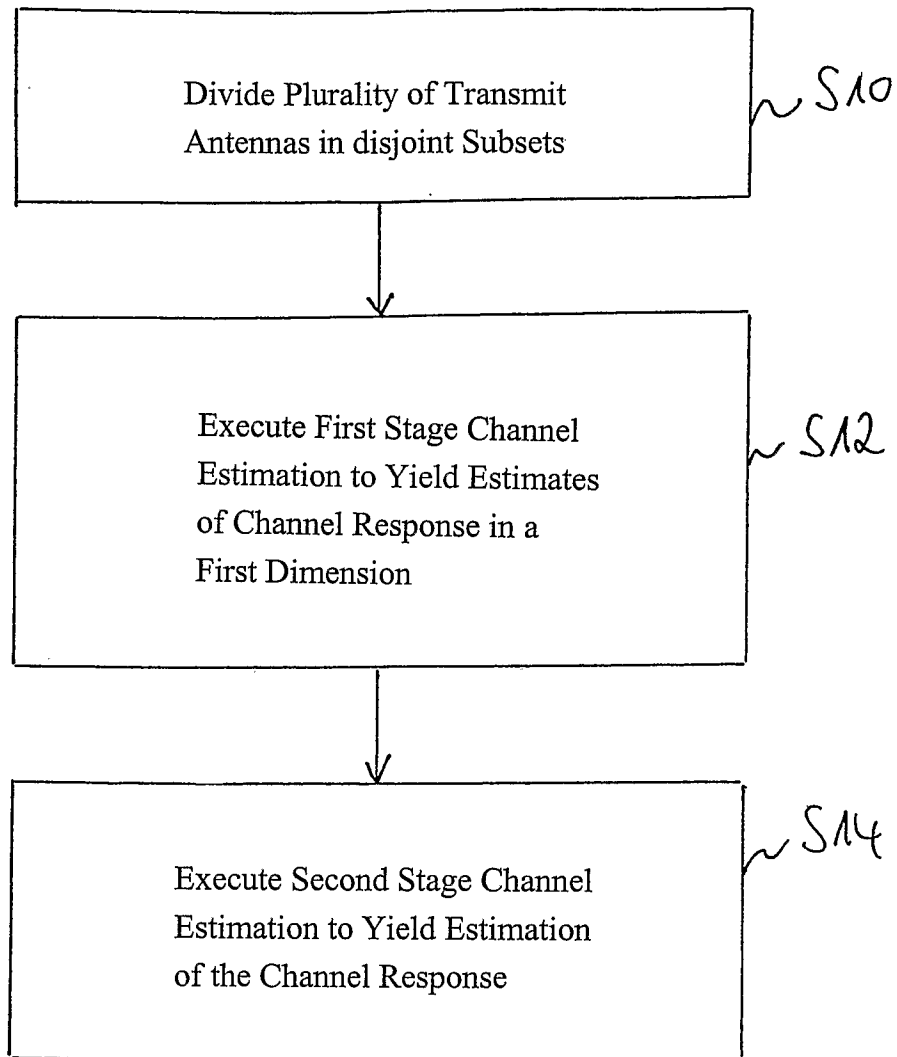 Divide Plurality of Transmit
Antennas in disjoint Subsets
S10
Execute First Stage Channel
Estimation to Yield Estimates
of Channel Response in a
First Dimension
S12
Execute Second Stage Channel
Estimation to Yield Estimation
of the Channel Response
S14